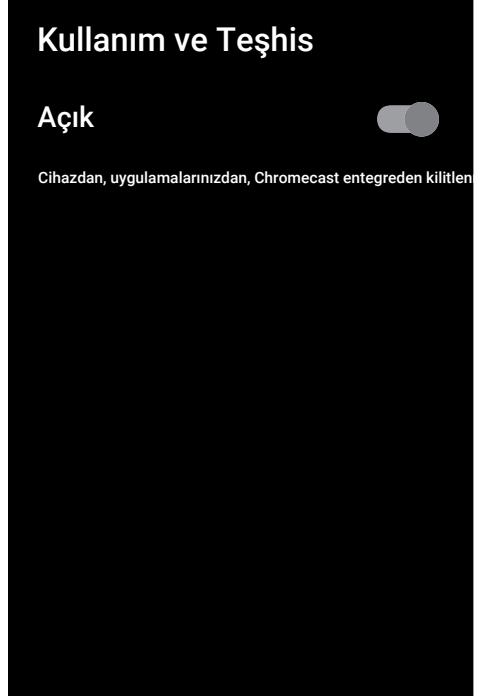 Kullanım ve Teşhis
Açık
Cihazdan, uygulamalarınızdan, Chromecast entegreden kilitlen